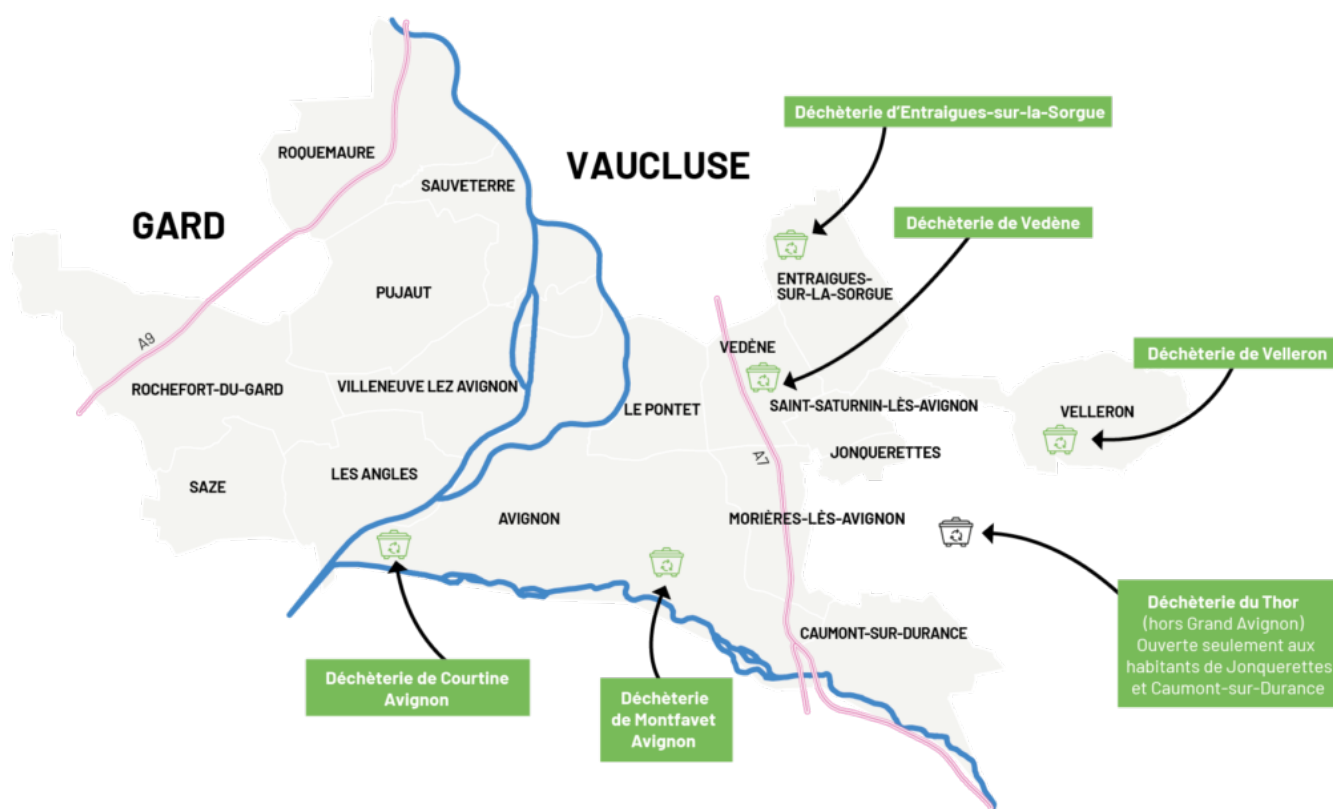 Déchèterie d'Entraigues-sur-la-Sorgue
ROQUEMAURE
VAUCLUSE
SAUVETERRE
GARD
Déchèterie de Vedène
ENTRAIGUES-
SUR-LA-SORGUE
PUJAUT
A9
VEDÈNE
Déchèterie de Velleron
ROCHEFORT-DU-GARD
VILLENEUVE LEZ AVIGNON
SAINT-SATURNIN-LÈS-AVIGNON
LE PONTET
VELLERON
JONQUERETTES
A7
LES ANGLES
SAZE
AVIGNON
MORIÈRES-LÈS-AVIGNON
Déchèterie du Thor
(hors Grand Avignon)
Ouverte seulement aux
habitants de Jonquerettes
et Caumont-sur-Durance
CAUMONT-SUR-DURANCE
Déchèterie de Courtine
Avignon
Déchèterie
de Montfavet
Avignon